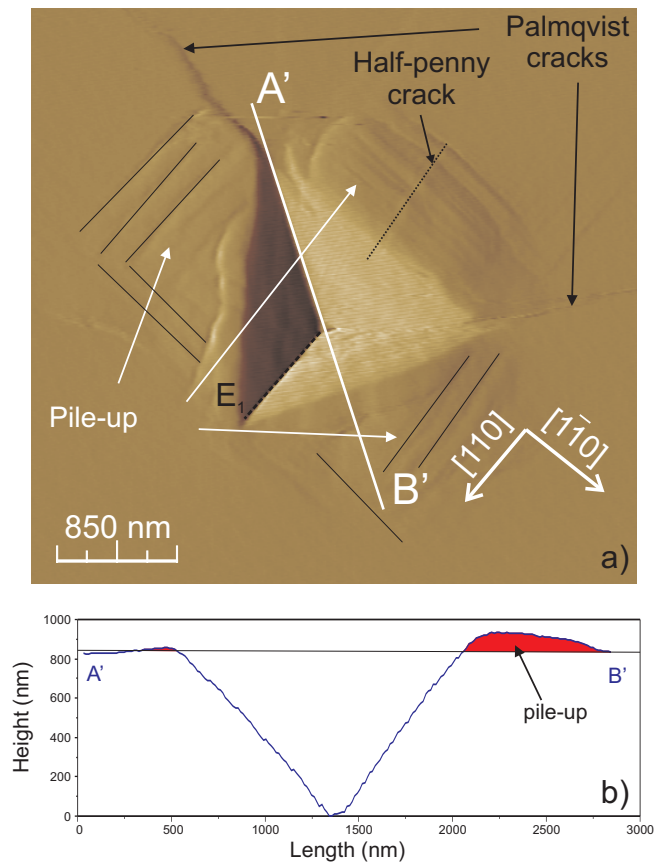 Palmqvist
cracks
Half-penny
crack
A'
E₁
Pile-up
B'
[110]
[11̄0]
850 nm
a)
Height (nm)
1000
800
600
400
200
0
A'
B'
pile-up
b)
0
500
1000
1500
2000
2500
3000
Length (nm)